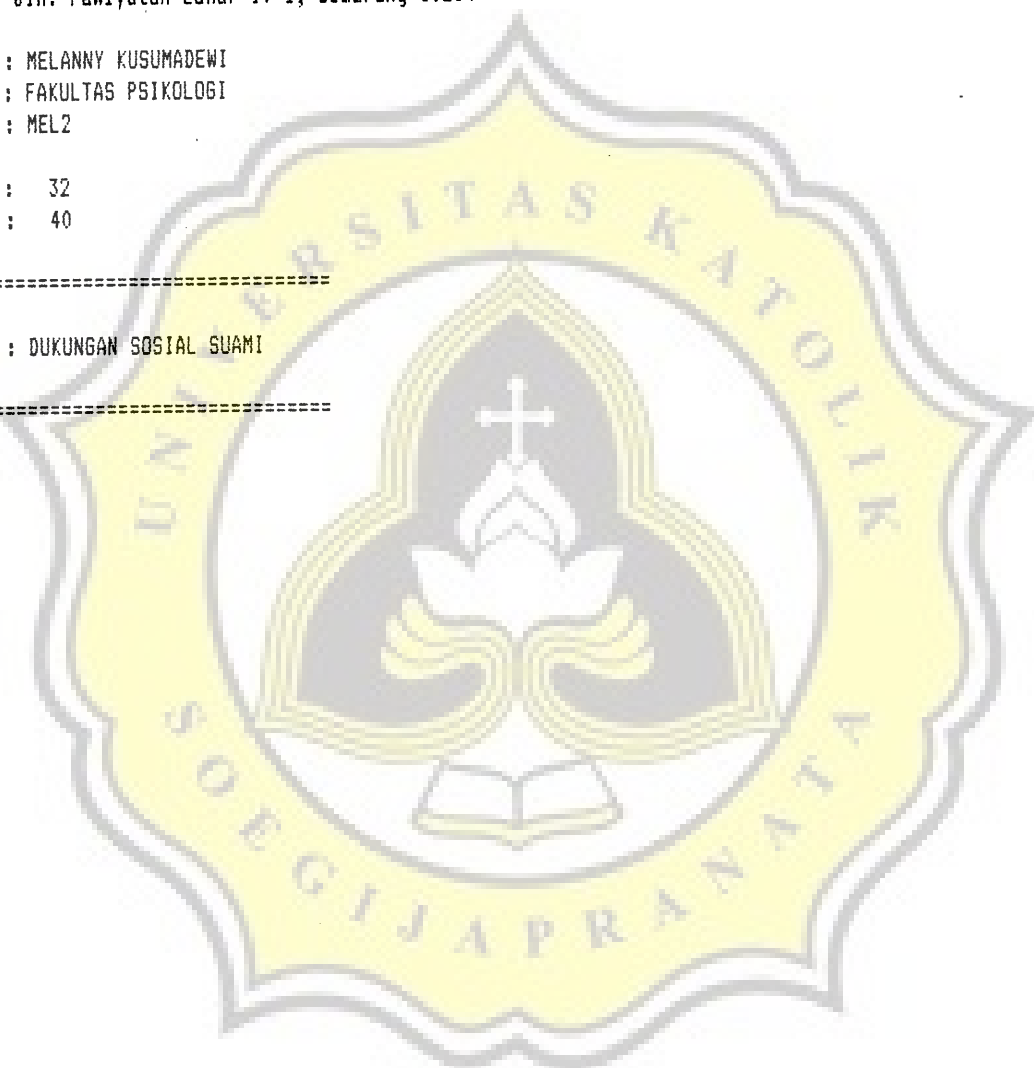 : MELANNY KUSUMADEWI
: FAKULTAS PSIKOLOGI
: MEL2
: 32
: 40
==============================
: DUKUNGAN SOSIAL SUAMI
==============================
UNIVERSITAS KATOLIK
SOEGIJAPRANATA